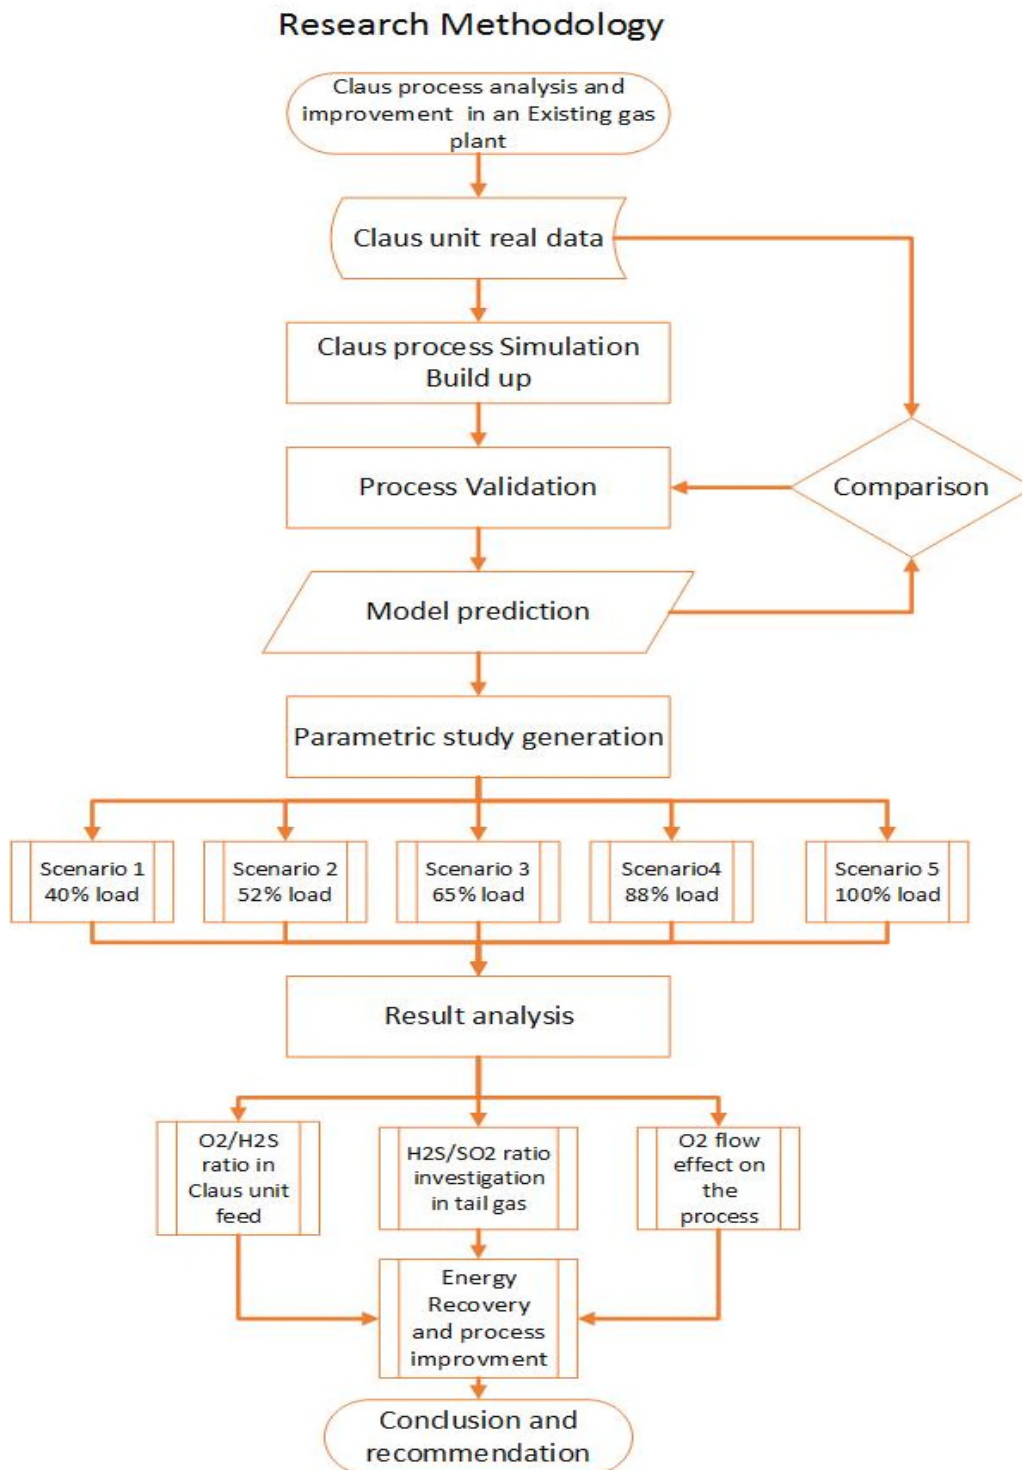 Research Methodology
Claus process analysis and
improvement in an Existing gas
plant
Claus unit real data
Claus process Simulation
Build up
Process Validation
Comparison
Model prediction
Parametric study generation
Scenario 1
40% load
Scenario 2
52% load
Scenario 3
65% load
Scenario4
88% load
Scenario 5
100% load
Result analysis
O2/H2S
ratio in
Claus unit
feed
H2S/SO2 ratio
investigation
in tail gas
O2 flow
effect on
the
process
Energy
Recovery
and process
improvment
Conclusion and
recommendation